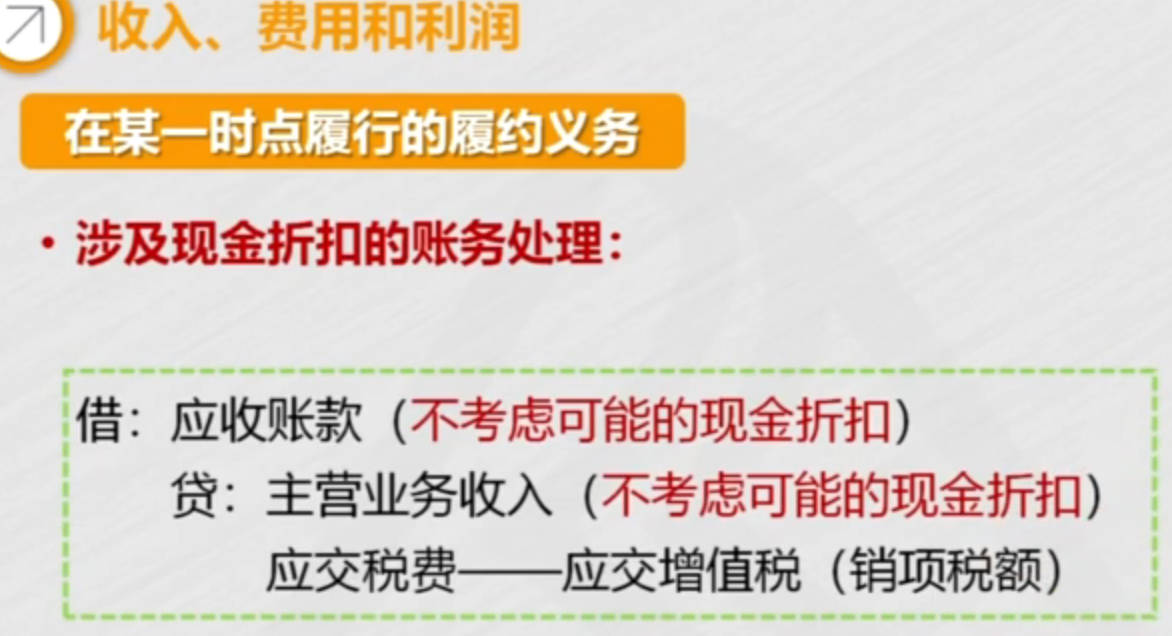 收入、费用和利润
在某一时点履行的履约义务
• 涉及现金折扣的账务处理：
借：应收账款（不考虑可能的现金折扣）
贷：主营业务收入（不考虑可能的现金折扣）
应交税费——应交增值税（销项税额）